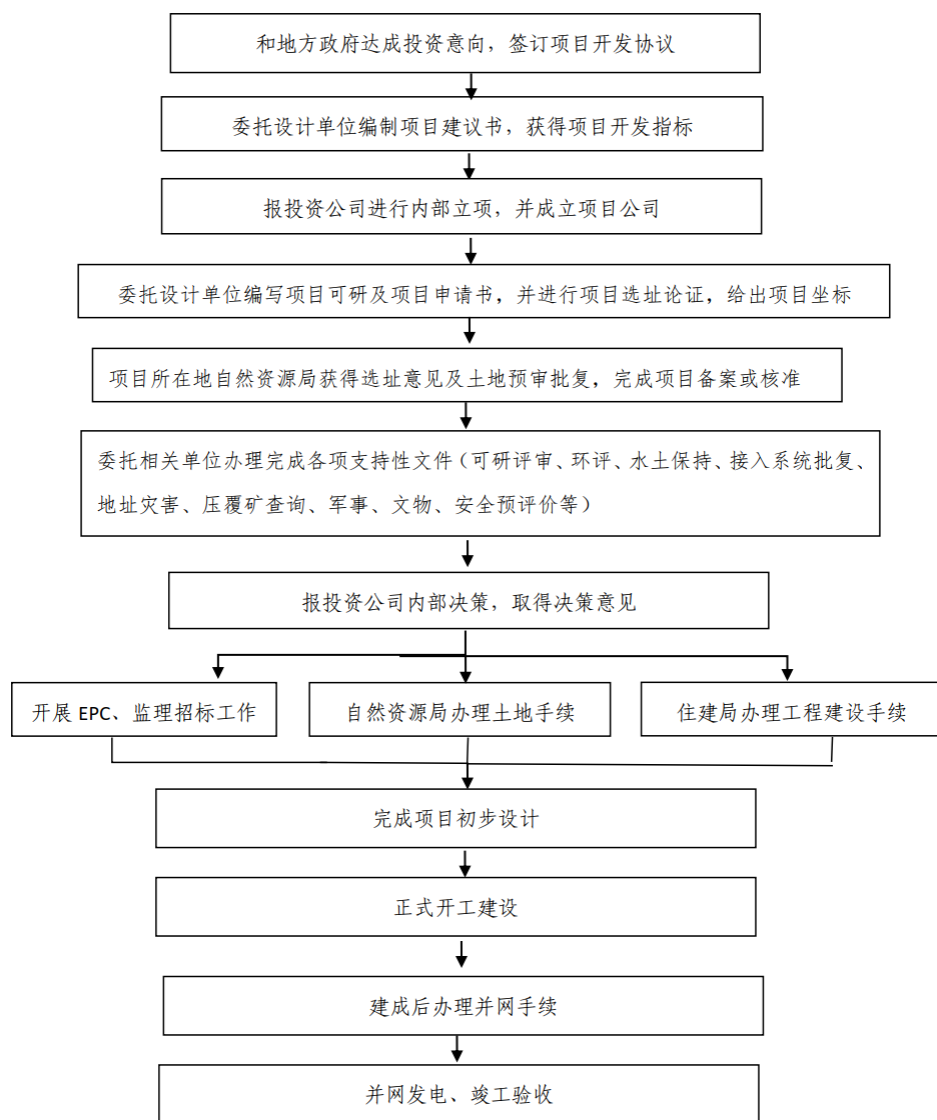 和地方政府达成投资意向，签订项目开发协议
委托设计单位编制项目建议书，获得项目开发指标
报投资公司进行内部立项，并成立项目公司
委托设计单位编写项目可研及项目申请书，并进行项目选址论证，给出项目坐标
项目所在地自然资源局获得选址意见及土地预审批复，完成项目备案或核准
委托相关单位办理完成各项支持性文件（可研评审、环评、水土保持、接入系统批复、
地址灾害、压覆矿查询、军事、文物、安全预评价等）
报投资公司内部决策，取得决策意见
开展 EPC、监理招标工作
自然资源局办理土地手续
住建局办理工程建设手续
完成项目初步设计
正式开工建设
建成后办理并网手续
并网发电、竣工验收